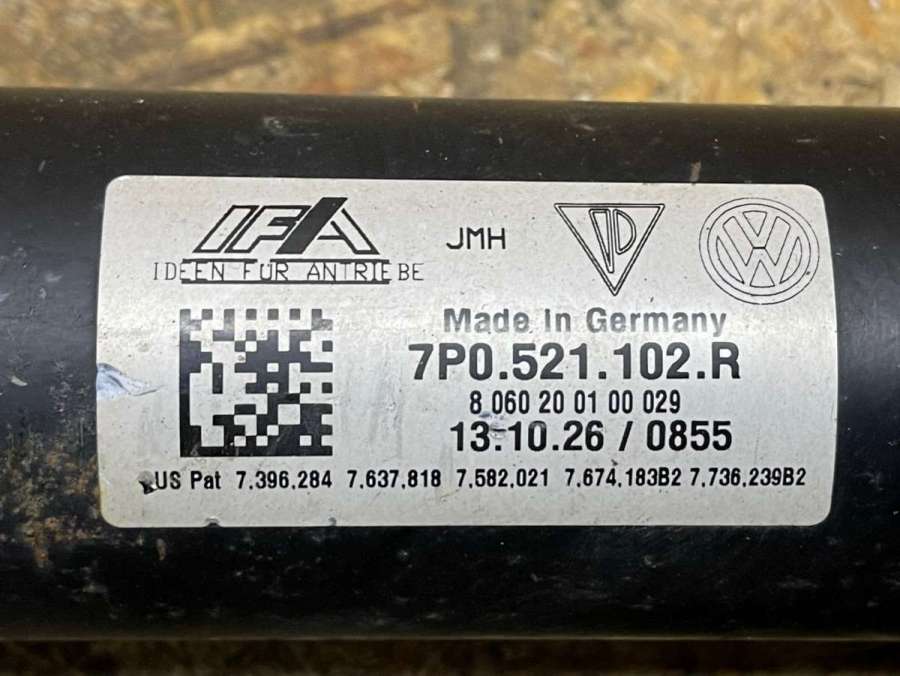 IFA
IDEEN FÜR ANTRIEBE
JMH
Made In Germany
7P0.521.102.R
8 060 20 01 00 029
13.10.26 / 0855
US Pat 7,396,284 7,637,818 7,582,021 7,674,183B2 7,736,239B2